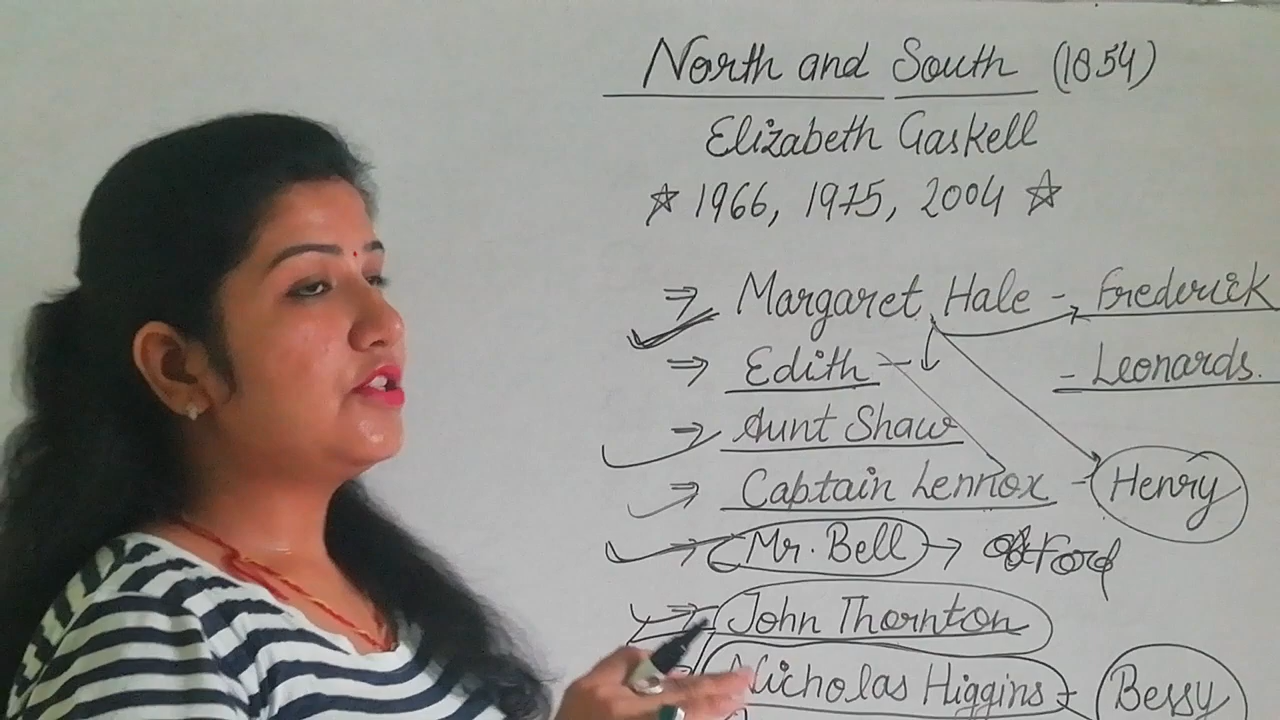 North and South (1854)
Elizabeth Gaskell
☆ 1966, 1975, 2004 ☆
⇒ Margaret Hale - Frederick
⇒ Edith - - Leonards.
⇒ Aunt Shaw
⇒ Captain Lennox - Henry
⇒ Mr. Bell → Oxford
⇒ John Thornton
Nicholas Higgins - Bessy